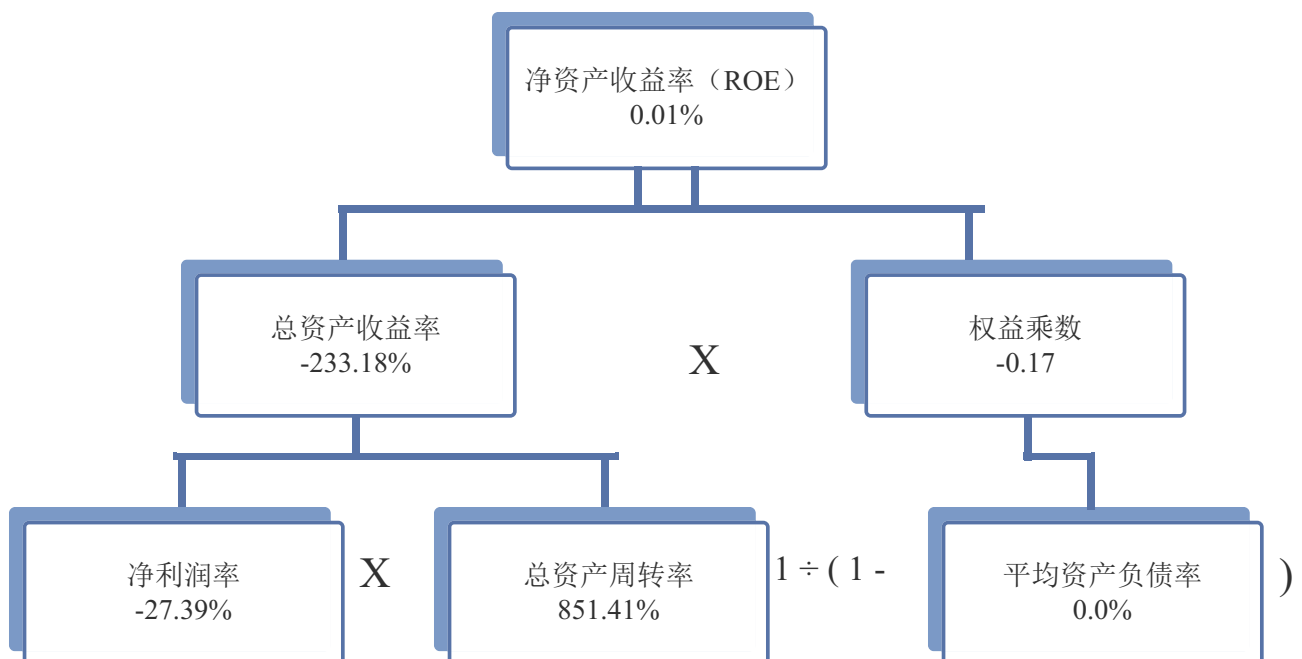 净资产收益率（ROE）
0.01%
总资产收益率
-233.18%
X
权益乘数
-0.17
净利润率
-27.39%
X
总资产周转率
851.41%
1 ÷ ( 1 -
平均资产负债率
0.0%
)